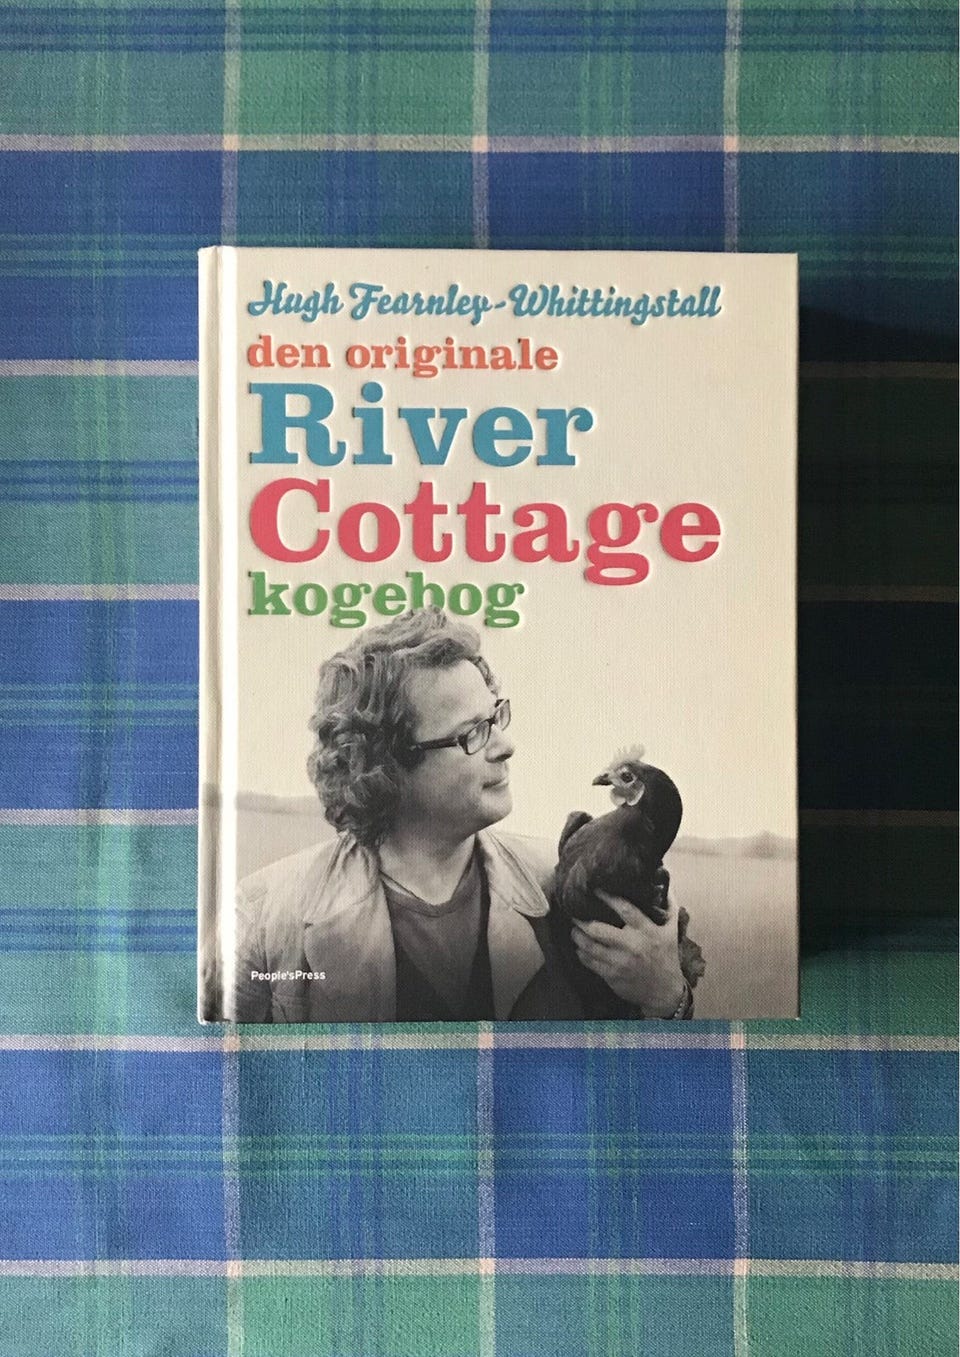 Hugh Fearnley-Whittingstall
den originale
River
Cottage
kogebog
People'sPress